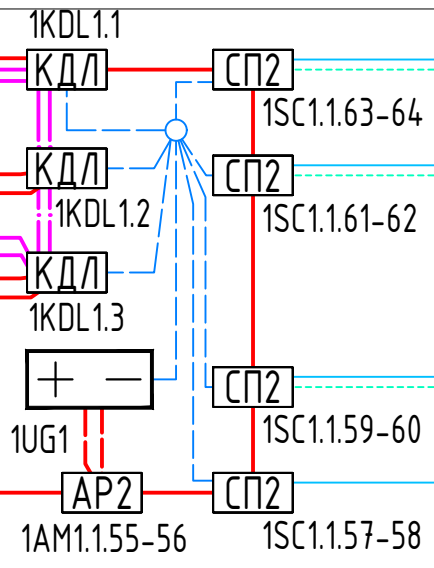 1KDL1.1
КДЛ
СП2
1SC1.1.63-64
КДЛ
СП2
1KDL1.2
1SC1.1.61-62
КДЛ
1KDL1.3
+ −
СП2
1UG1
1SC1.1.59-60
АР2
СП2
1AM1.1.55-56
1SC1.1.57-58